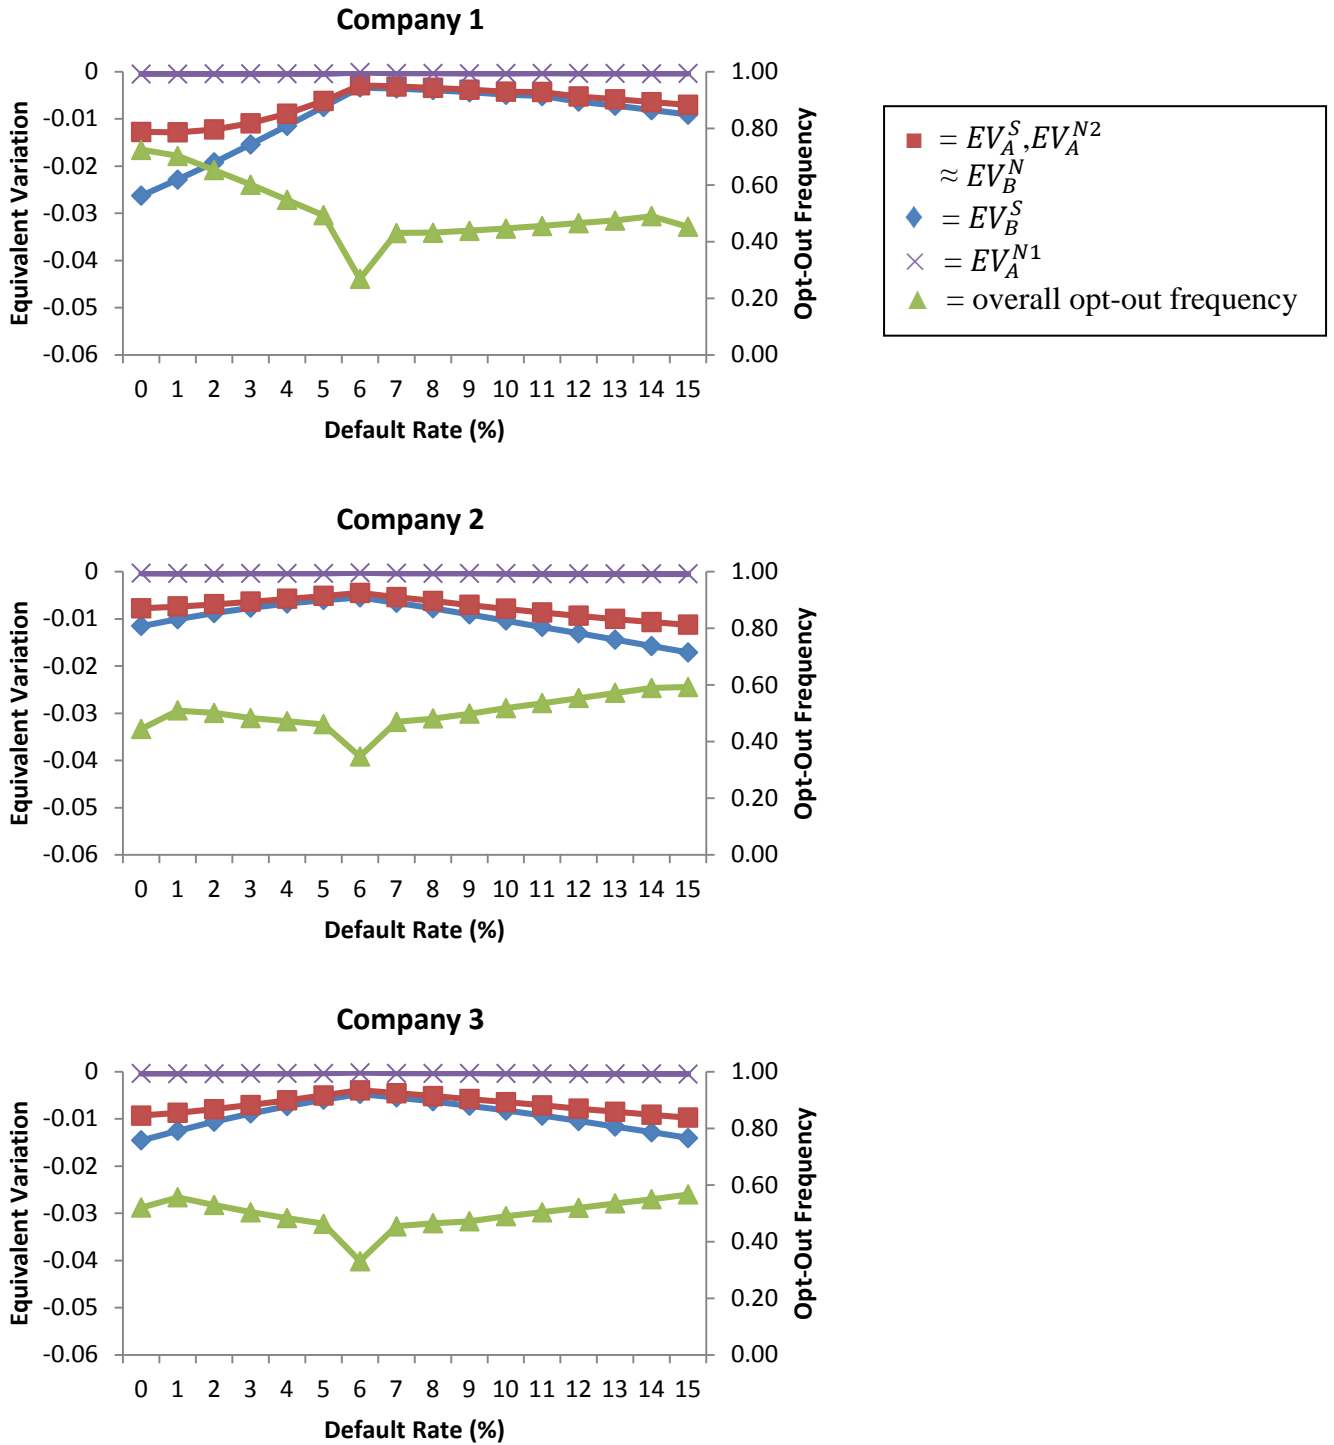 Company 1
Equivalent Variation
0
-0.01
-0.02
-0.03
-0.04
-0.05
-0.06
1.00
0.80
0.60
0.40
0.20
0.00
Opt-Out Frequency
0 1 2 3 4 5 6 7 8 9 10 11 12 13 14 15
Default Rate (%)
= EV_A^S, EV_A^{N2}
≈ EV_B^N
= EV_B^S
= EV_A^{N1}
= overall opt-out frequency
Company 2
Equivalent Variation
0
-0.01
-0.02
-0.03
-0.04
-0.05
-0.06
1.00
0.80
0.60
0.40
0.20
0.00
Opt-Out Frequency
0 1 2 3 4 5 6 7 8 9 10 11 12 13 14 15
Default Rate (%)
Company 3
Equivalent Variation
0
-0.01
-0.02
-0.03
-0.04
-0.05
-0.06
1.00
0.80
0.60
0.40
0.20
0.00
Opt-Out Frequency
0 1 2 3 4 5 6 7 8 9 10 11 12 13 14 15
Default Rate (%)